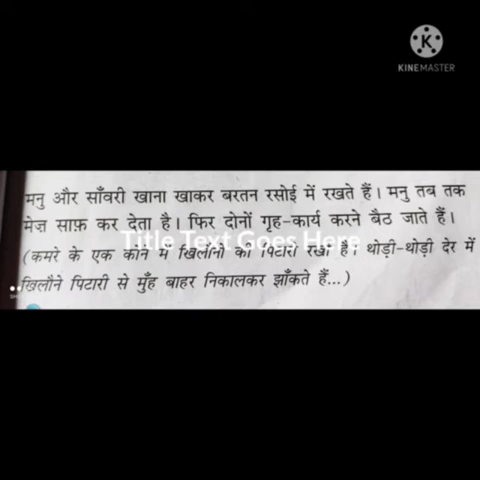 K
KINEMASTER
मनु और साँवरी खाना खाकर बरतन रसोई में रखते हैं। मनु तब तक
मेज़ साफ़ कर देता है। फिर दोनों गृह-कार्य करने बैठ जाते हैं।
Title Text Goes Here
(कमरे के एक कोने में खिलौनों की पिटारी रखी है। थोड़ी-थोड़ी देर में
खिलौने पिटारी से मुँह बाहर निकालकर झाँकते हैं...)